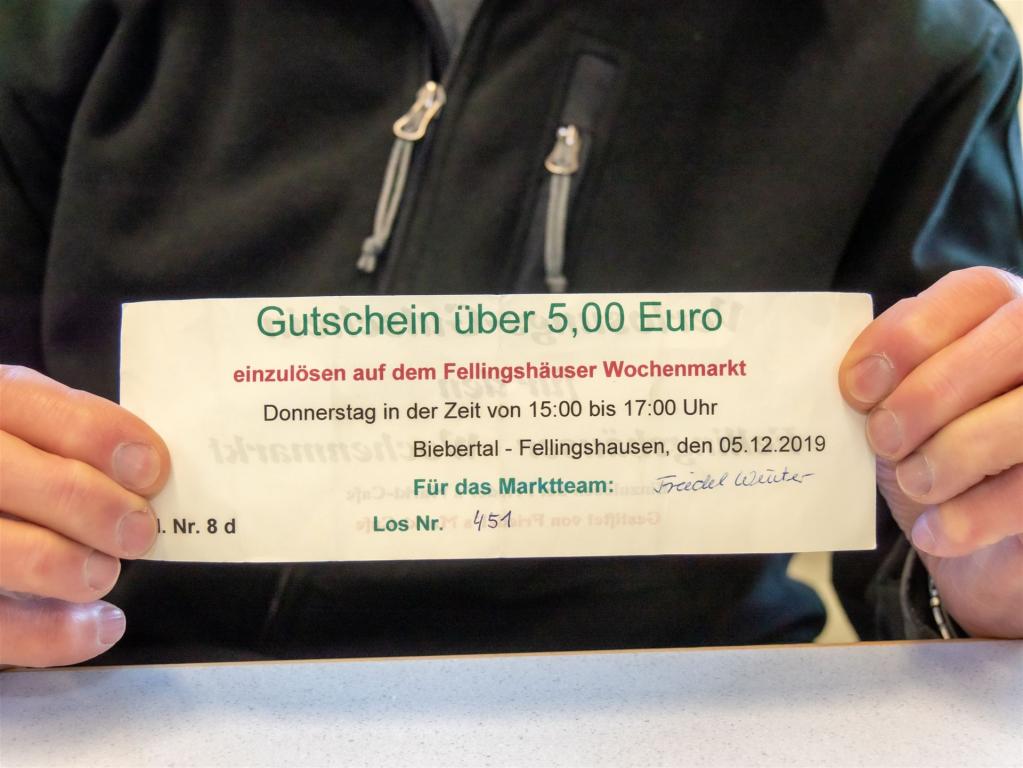 Gutschein über 5,00 Euro
einzulösen auf dem Fellingshäuser Wochenmarkt
Donnerstag in der Zeit von 15:00 bis 17:00 Uhr
Biebertal - Fellingshausen, den 05.12.2019
Für das Marktteam: Friedel
Nr. 8 d Los Nr. 451